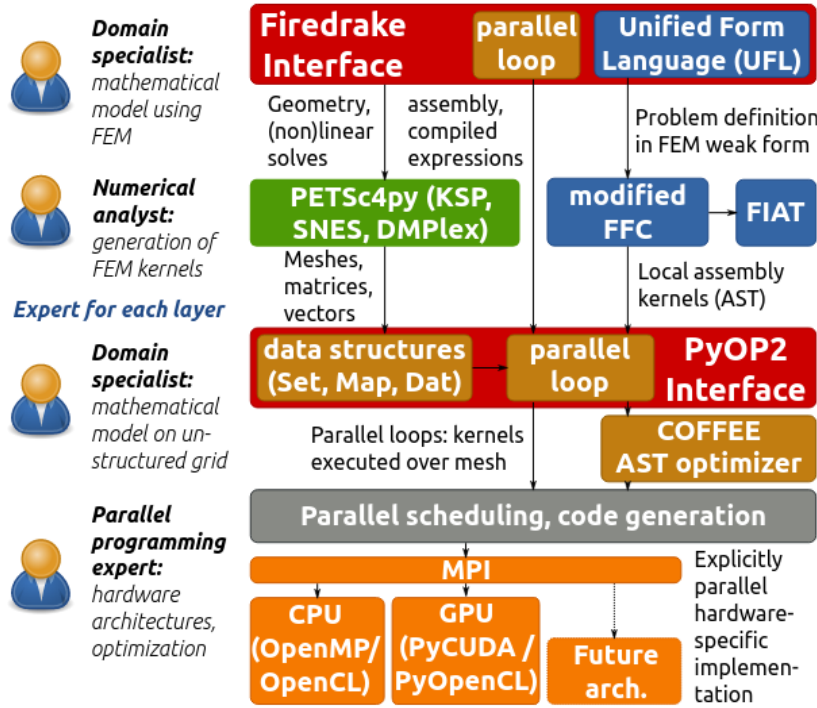 Domain
specialist:
mathematical
model using
FEM
Firedrake
Interface
parallel
loop
Unified Form
Language (UFL)
Geometry,
(non)linear
solves
assembly,
compiled
expressions
Problem definition
in FEM weak form
Numerical
analyst:
generation of
FEM kernels
PETSc4py (KSP,
SNES, DMPlex)
modified
FFC
FIAT
Meshes,
matrices,
vectors
Local assembly
kernels (AST)
Expert for each layer
Domain
specialist:
mathematical
model on un-
structured grid
data structures
(Set, Map, Dat)
parallel
loop
PyOP2
Interface
Parallel loops: kernels
executed over mesh
COFFEE
AST optimizer
Parallel
programming
expert:
hardware
architectures,
optimization
Parallel scheduling, code generation
MPI
CPU
(OpenMP/
OpenCL)
GPU
(PyCUDA /
PyOpenCL)
Future
arch.
Explicitly
parallel
hardware-
specific
implemen-
tation